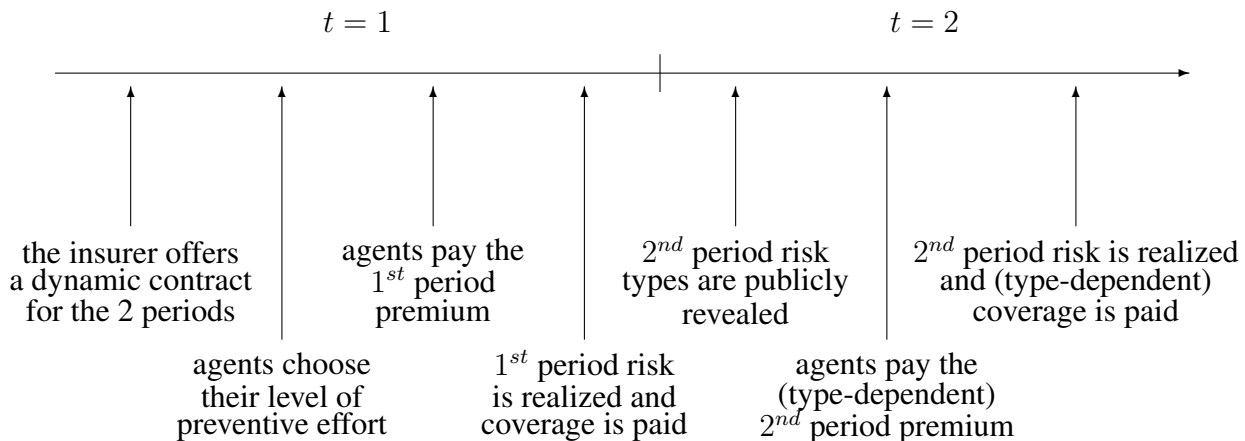 t = 1
t = 2
the insurer offers
a dynamic contract
for the 2 periods
agents choose
their level of
preventive effort
agents pay the
1st period
premium
1st period risk
is realized and
coverage is paid
2nd period risk
types are publicly
revealed
agents pay the
(type-dependent)
2nd period premium
2nd period risk is realized
and (type-dependent)
coverage is paid